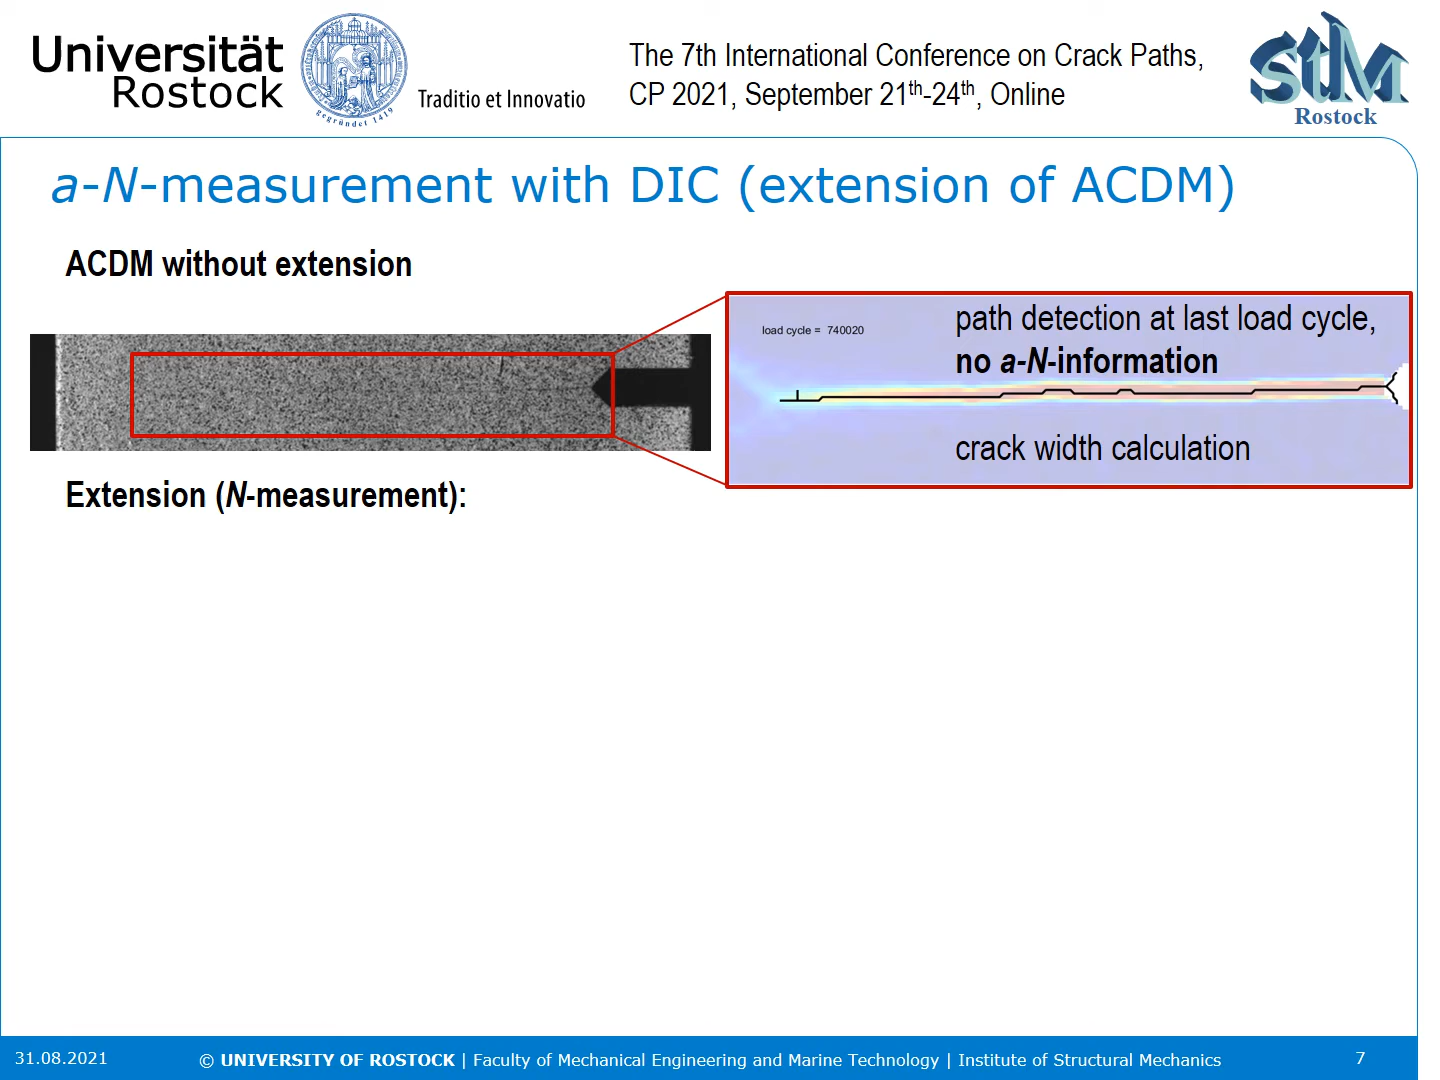 Universität
Rostock
gegründet 1419
Traditio et Innovatio
The 7th International Conference on Crack Paths,
CP 2021, September 21th-24th, Online
StM
Rostock
a-N-measurement with DIC (extension of ACDM)
ACDM without extension
load cycle = 740020
path detection at last load cycle,
no a-N-information
crack width calculation
Extension (N-measurement):
31.08.2021
© UNIVERSITY OF ROSTOCK | Faculty of Mechanical Engineering and Marine Technology | Institute of Structural Mechanics
7